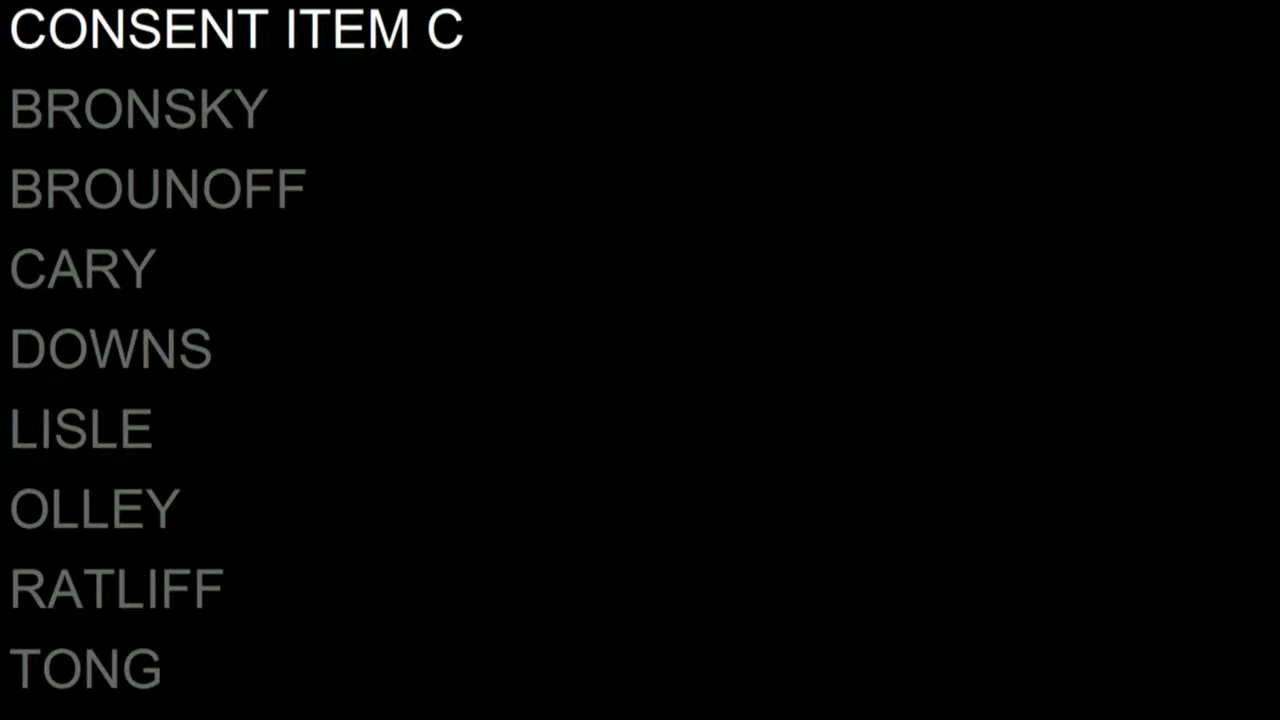 CONSENT ITEM C
BRONSKY
BROUNOFF
CARY
DOWNS
LISLE
OLLEY
RATLIFF
TONG